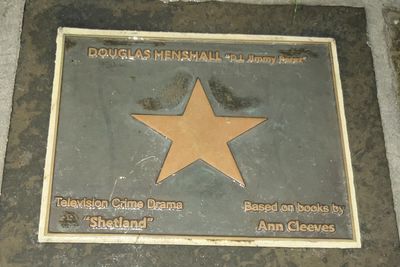 DOUGLAS HENSHALL "D.I. Jimmy Perez"
Television Crime Drama
"Shetland"
Based on books by
Ann Cleeves